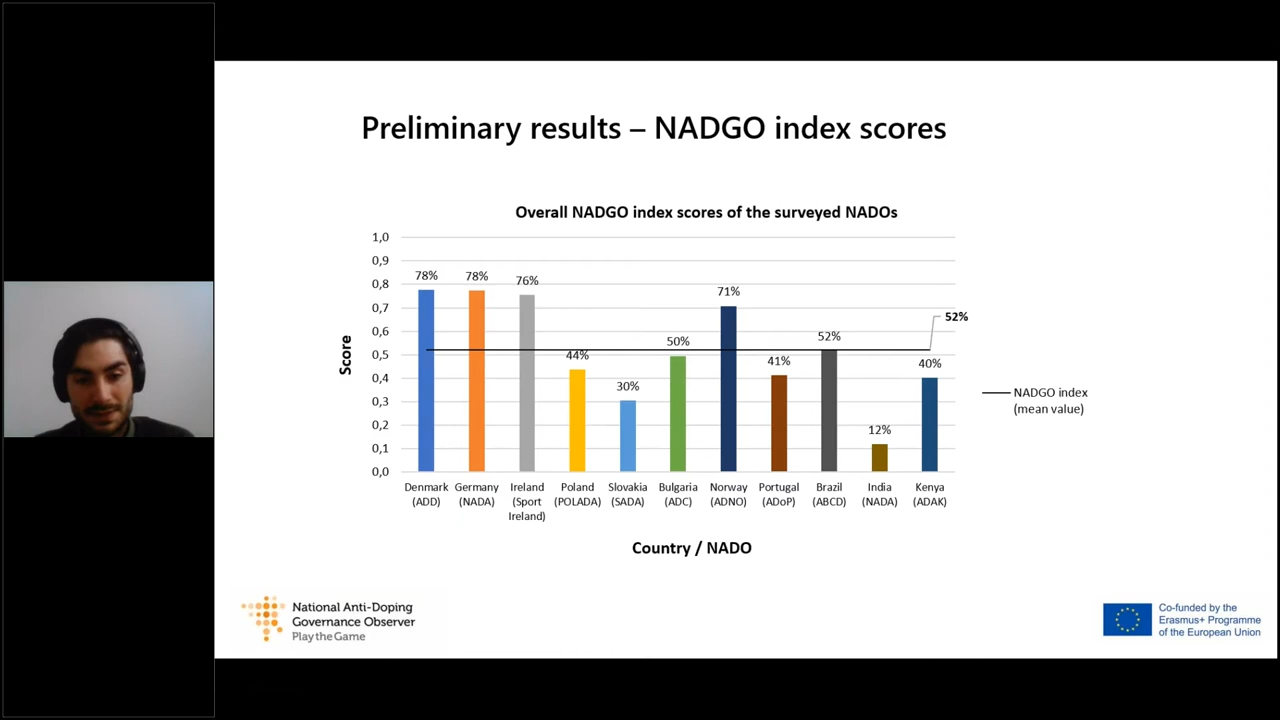 Preliminary results – NADGO index scores
Overall NADGO index scores of the surveyed NADOs
1,0
0,9
0,8
0,7
0,6
0,5
0,4
0,3
0,2
0,1
0,0
Score
78%
78%
76%
44%
30%
50%
71%
41%
52%
12%
40%
52%
NADGO index
(mean value)
Denmark
(ADD)
Germany
(NADA)
Ireland
(Sport
Ireland)
Poland
(POLADA)
Slovakia
(SADA)
Bulgaria
(ADC)
Norway
(ADNO)
Portugal
(ADoP)
Brazil
(ABCD)
India
(NADA)
Kenya
(ADAK)
Country / NADO
National Anti-Doping
Governance Observer
Play the Game
Co-funded by the
Erasmus+ Programme
of the European Union